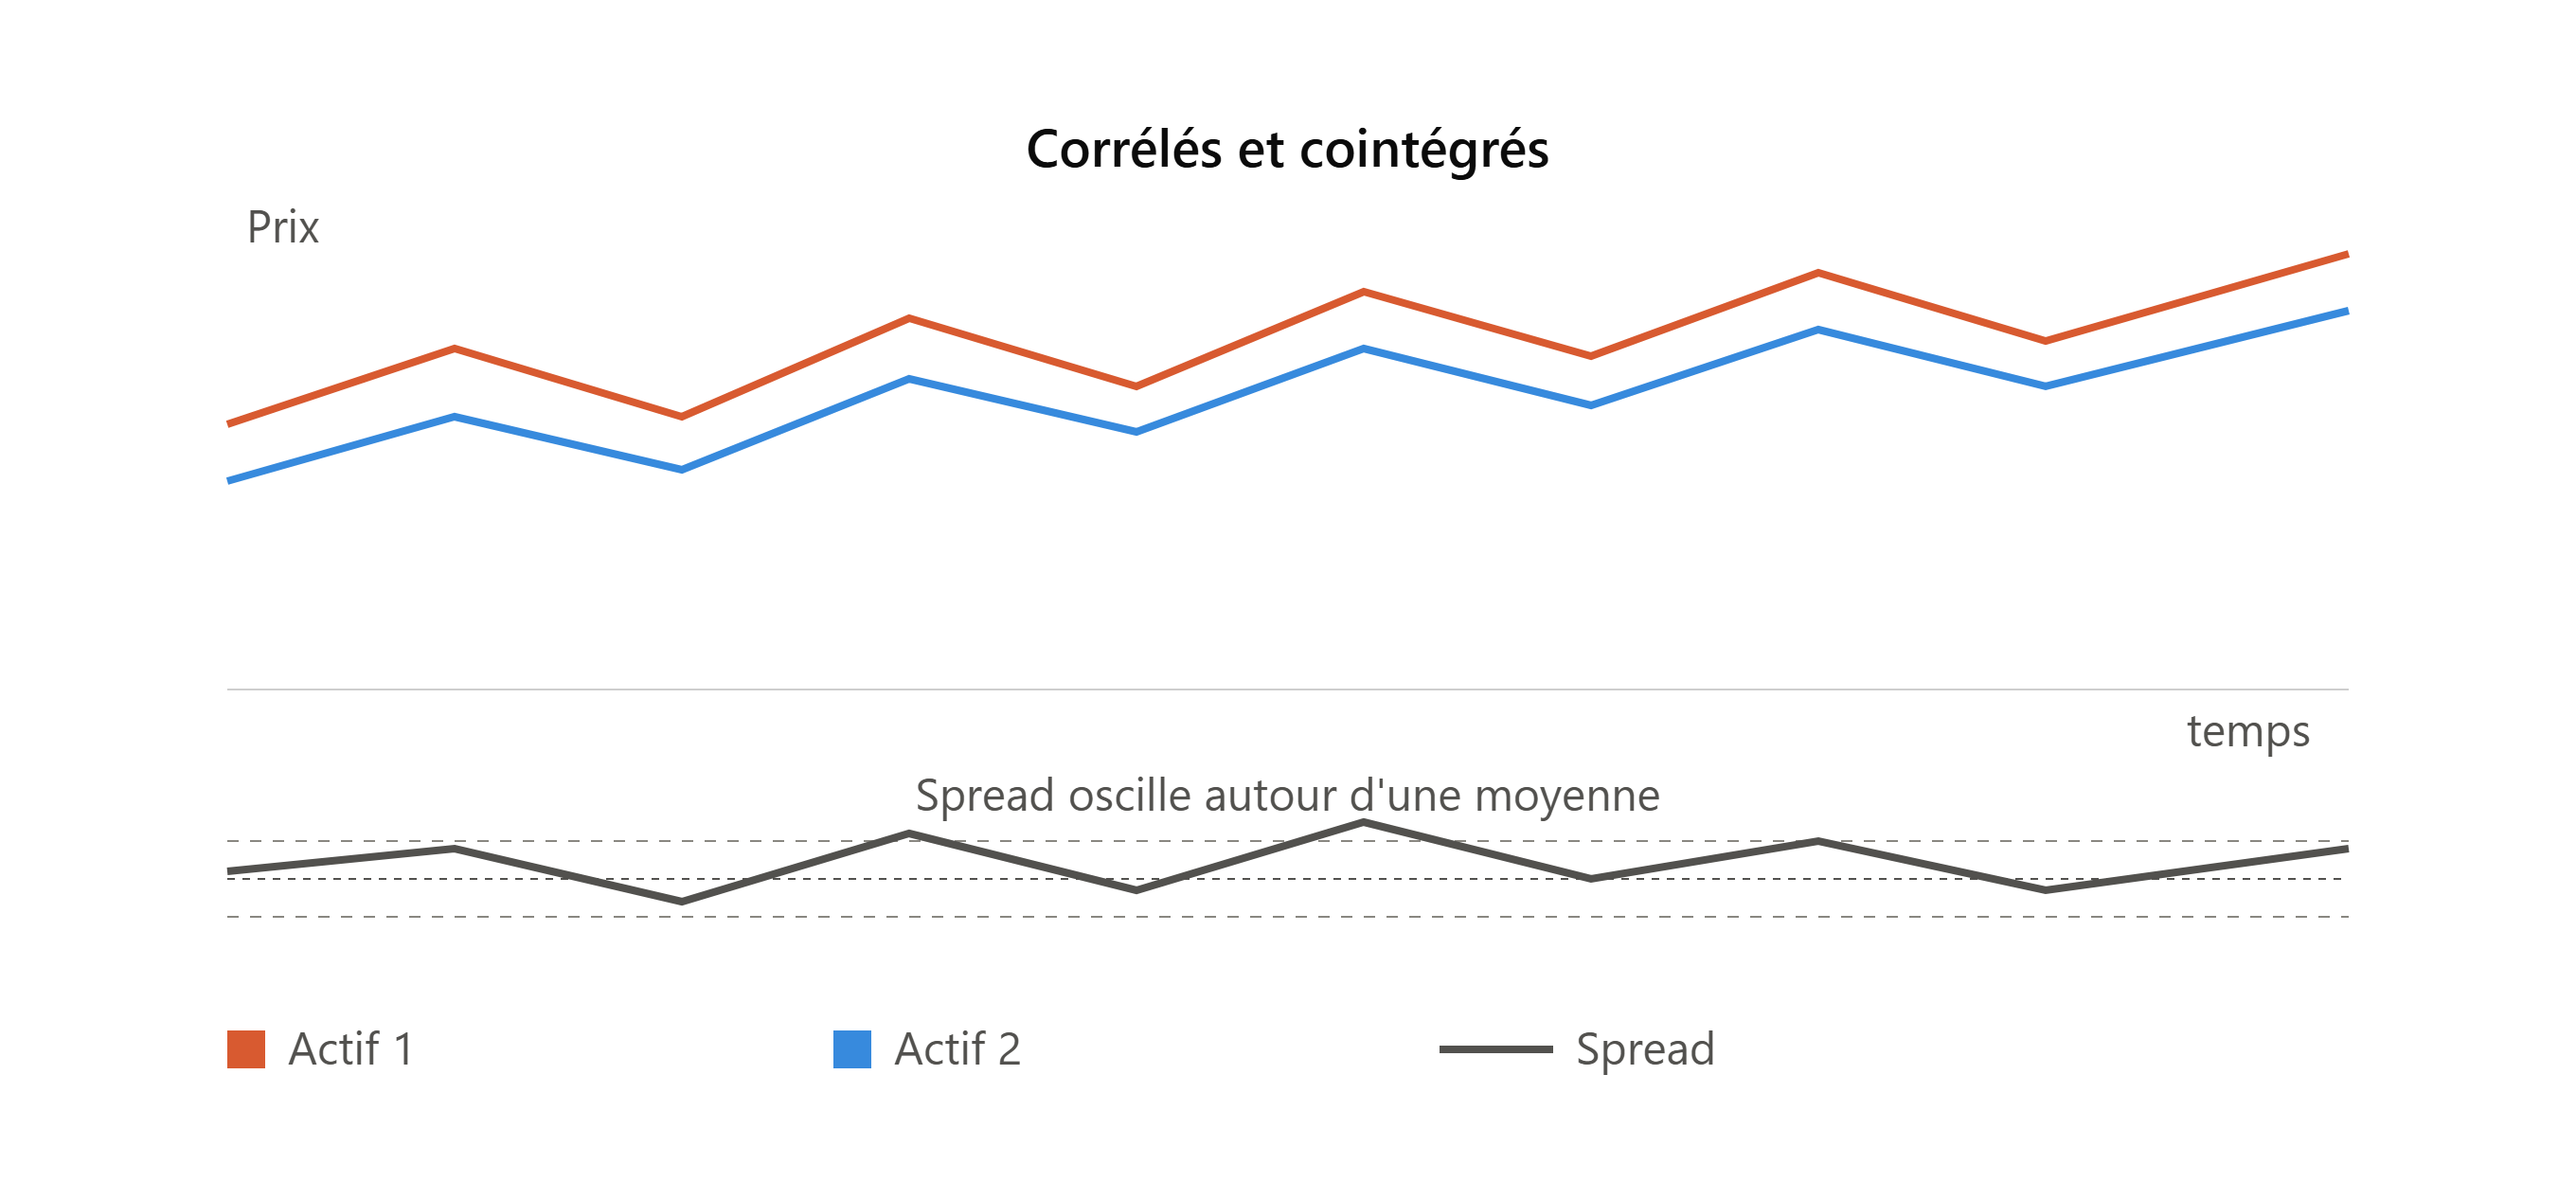 Corrélés et cointégrés
Prix
temps
Spread oscille autour d'une moyenne
Actif 1
Actif 2
Spread